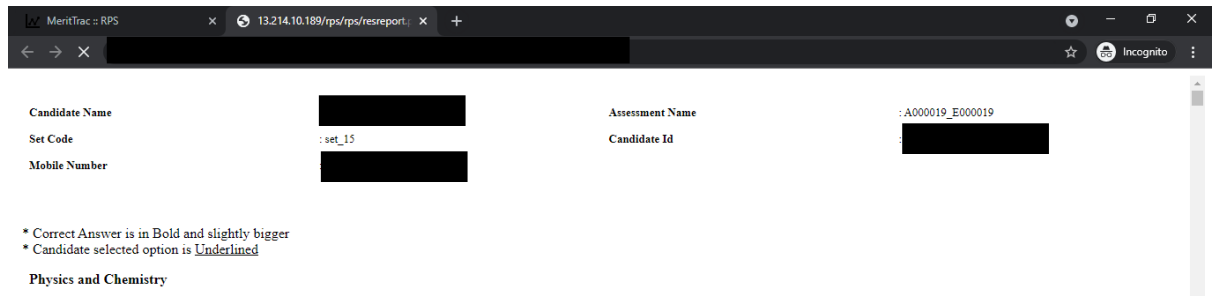 MeritTrac :: RPS
13.214.10.189/rps/rps/resreport.p
Incognito
Candidate Name
Assessment Name : A000019_E000019
Set Code : set_15 Candidate Id :
Mobile Number :
* Correct Answer is in Bold and slightly bigger
* Candidate selected option is Underlined
Physics and Chemistry